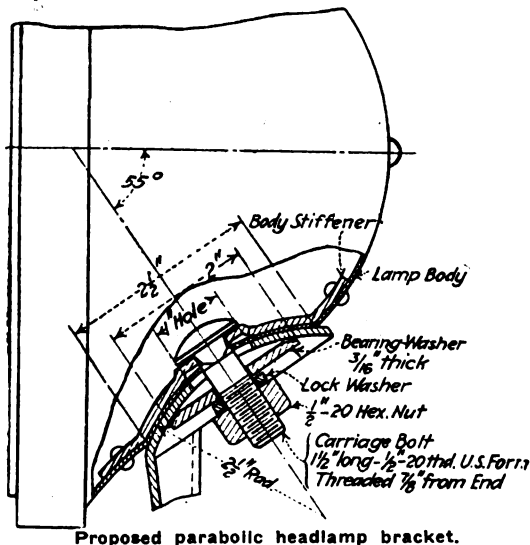 55°
Body Stiffener
Lamp Body
2½"
2"
1" Hole
Bearing-Washer
3/16" thick
Lock Washer
½"-20 Hex. Nut
Carriage Bolt
1½" long-½"-20 thd. U.S. Form
Threaded ⅞" from End
2½" Rad
Proposed parabolic headlamp bracket.